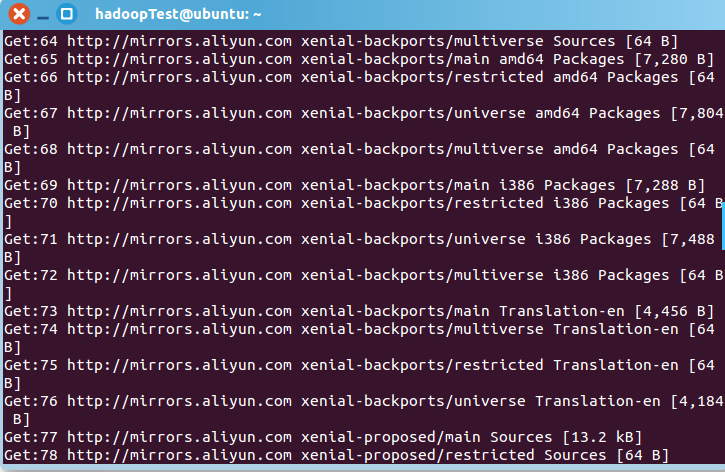 hadoopTest@ubuntu: ~
Get:64 http://mirrors.aliyun.com xenial-backports/multiverse Sources [64 B]
Get:65 http://mirrors.aliyun.com xenial-backports/main amd64 Packages [7,280 B]
Get:66 http://mirrors.aliyun.com xenial-backports/restricted amd64 Packages [64
B]
Get:67 http://mirrors.aliyun.com xenial-backports/universe amd64 Packages [7,804
 B]
Get:68 http://mirrors.aliyun.com xenial-backports/multiverse amd64 Packages [64
B]
Get:69 http://mirrors.aliyun.com xenial-backports/main i386 Packages [7,288 B]
Get:70 http://mirrors.aliyun.com xenial-backports/restricted i386 Packages [64 B
]
Get:71 http://mirrors.aliyun.com xenial-backports/universe i386 Packages [7,488
B]
Get:72 http://mirrors.aliyun.com xenial-backports/multiverse i386 Packages [64 B
]
Get:73 http://mirrors.aliyun.com xenial-backports/main Translation-en [4,456 B]
Get:74 http://mirrors.aliyun.com xenial-backports/multiverse Translation-en [64
B]
Get:75 http://mirrors.aliyun.com xenial-backports/restricted Translation-en [64
B]
Get:76 http://mirrors.aliyun.com xenial-backports/universe Translation-en [4,184
 B]
Get:77 http://mirrors.aliyun.com xenial-proposed/main Sources [13.2 kB]
Get:78 http://mirrors.aliyun.com xenial-proposed/restricted Sources [64 B]